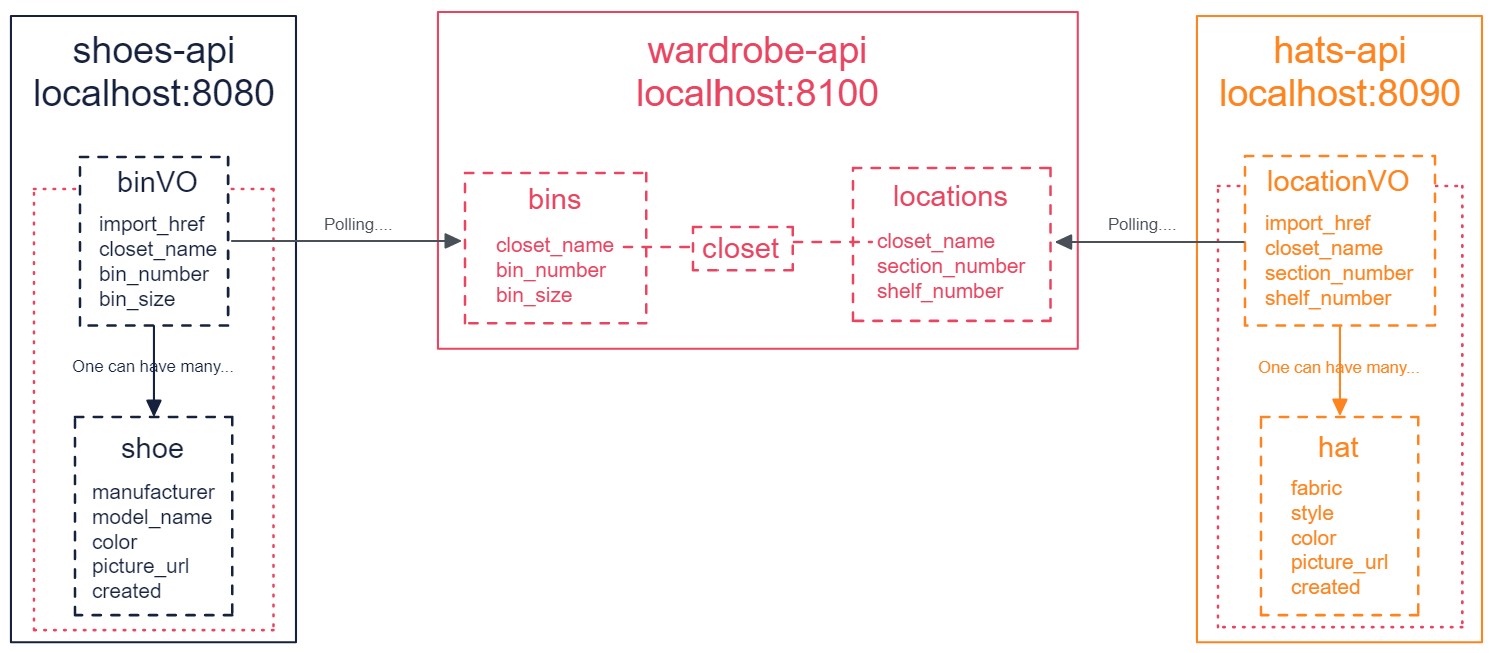 shoes-api
localhost:8080
binVO
import_href
closet_name
bin_number
bin_size
One can have many...
shoe
manufacturer
model_name
color
picture_url
created
Polling....
wardrobe-api
localhost:8100
bins
closet_name
bin_number
bin_size
closet
locations
closet_name
section_number
shelf_number
Polling....
hats-api
localhost:8090
locationVO
import_href
closet_name
section_number
shelf_number
One can have many...
hat
fabric
style
color
picture_url
created